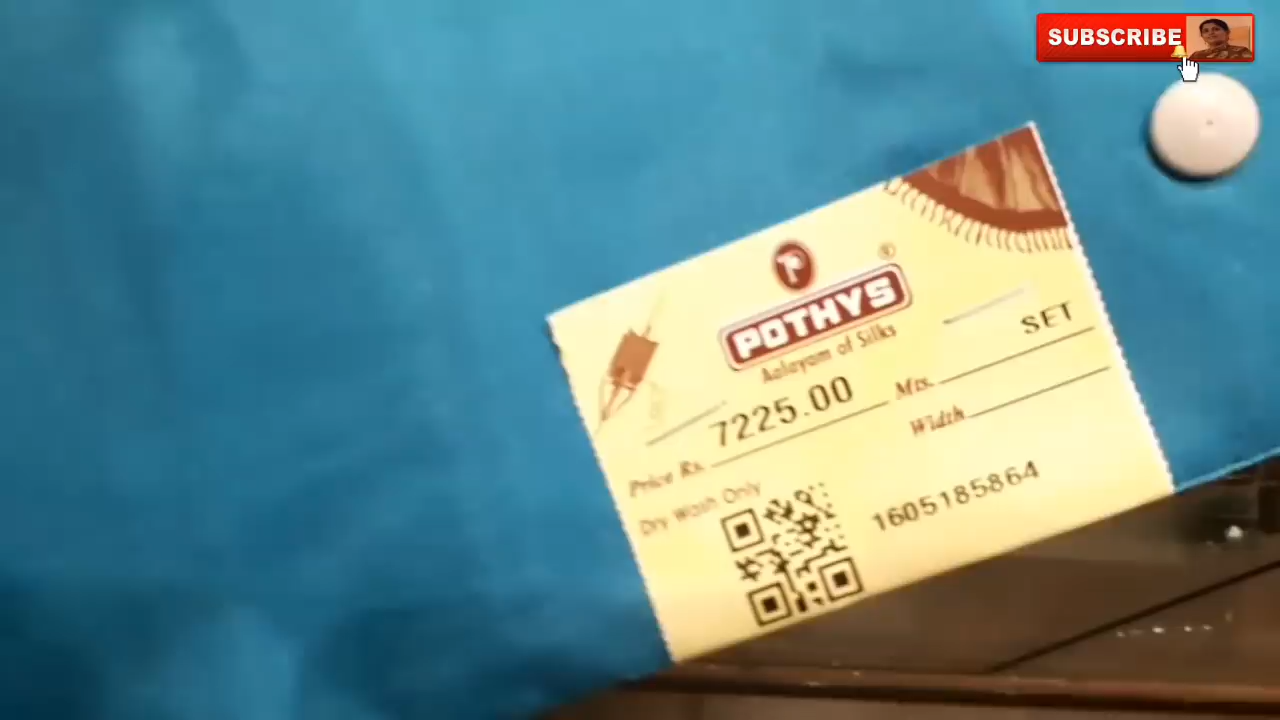 SUBSCRIBE
P
POTHYS®
Aalayam of Silks
SET
Price Rs. 7225.00 Mts.
Width
Dry Wash Only
1605185864